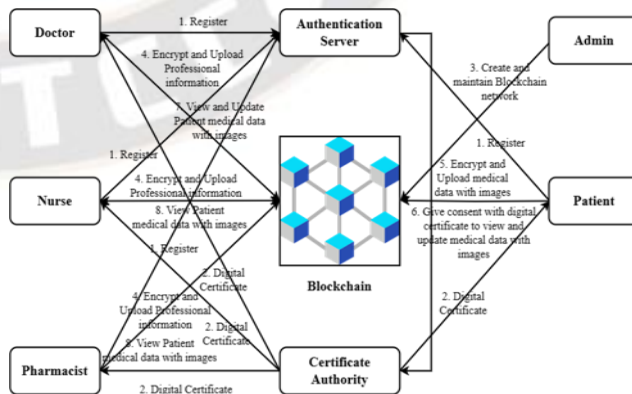 Doctor
1. Register
Authentication
Server
Admin
4. Encrypt and Upload
Professional
information
3. Create and
maintain Blockchain
network
7. View and Update
Patient medical data
with images
1. Register
1. Register
5. Encrypt and
Upload medical
data with images
Nurse
4. Encrypt and Upload
Professional information
8. View Patient
medical data with images
Patient
6. Give consent with digital
certificate to view and
update medical data with
images
1. Register
2. Digital
Certificate
Blockchain
4. Encrypt and
Upload Professional
information
2. Digital
Certificate
2. Digital
Certificate
8. View Patient
medical data with images
Pharmacist
Certificate
Authority
2. Digital Certificate